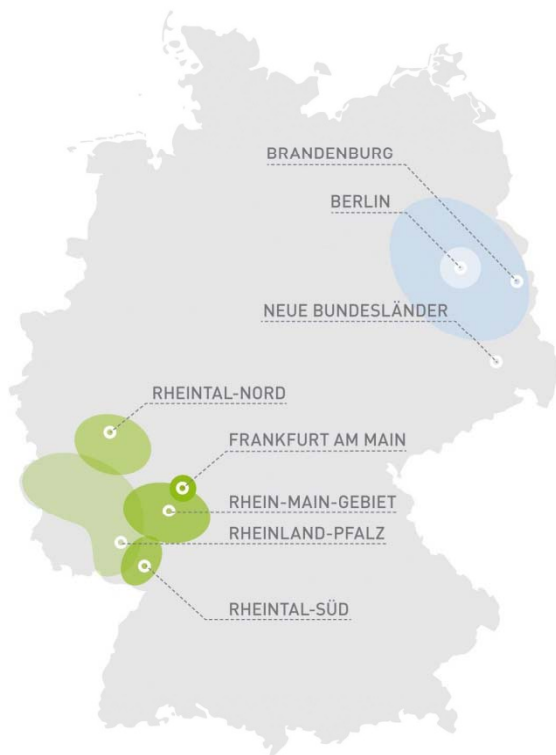 BRANDENBURG
BERLIN
NEUE BUNDESLÄNDER
RHEINTAL-NORD
FRANKFURT AM MAIN
RHEIN-MAIN-GEBIET
RHEINLAND-PFALZ
RHEINTAL-SÜD